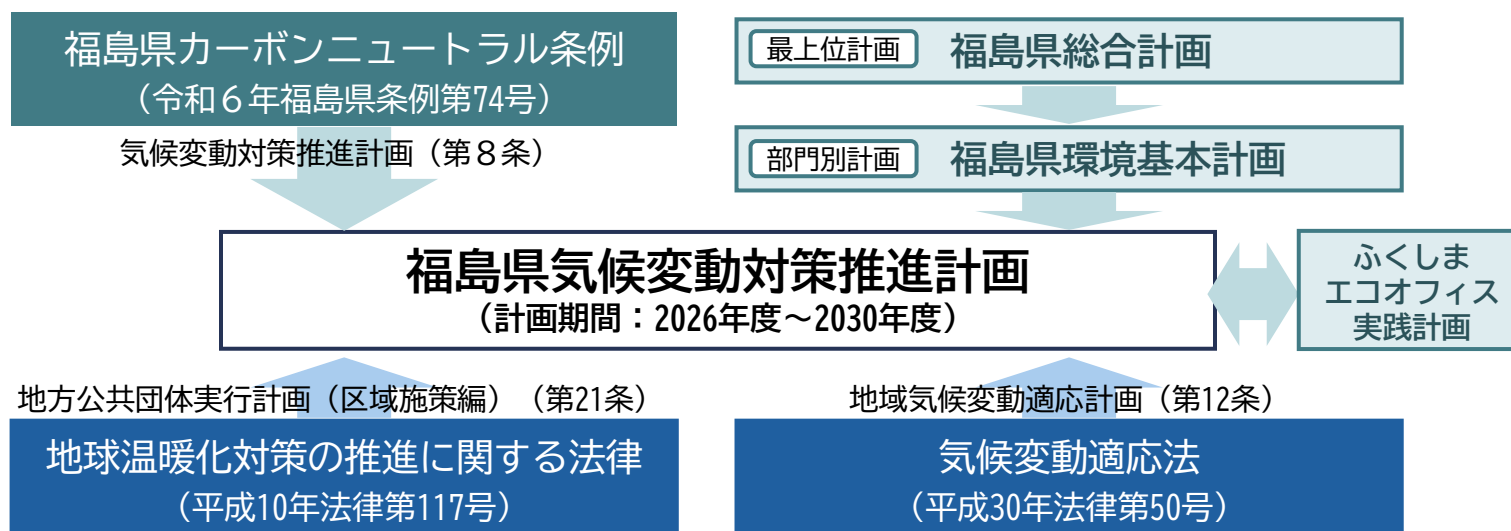 福島県カーボンニュートラル条例
（令和６年福島県条例第74号）
気候変動対策推進計画（第８条）
最上位計画 福島県総合計画
部門別計画 福島県環境基本計画
福島県気候変動対策推進計画
（計画期間：2026年度～2030年度）
ふくしま
エコオフィス
実践計画
地方公共団体実行計画（区域施策編）（第21条）
地球温暖化対策の推進に関する法律
（平成10年法律第117号）
地域気候変動適応計画（第12条）
気候変動適応法
（平成30年法律第50号）